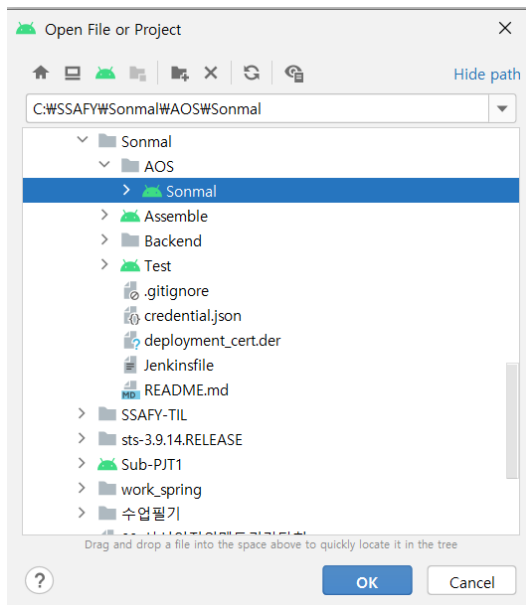 Open File or Project
Hide path
C:₩SSAFY₩Sonmal₩AOS₩Sonmal
Sonmal
AOS
Sonmal
Assemble
Backend
Test
.gitignore
credential.json
deployment_cert.der
Jenkinsfile
MD README.md
SSAFY-TIL
sts-3.9.14.RELEASE
Sub-PJT1
work_spring
수업필기
Drag and drop a file into the space above to quickly locate it in the tree
? OK Cancel